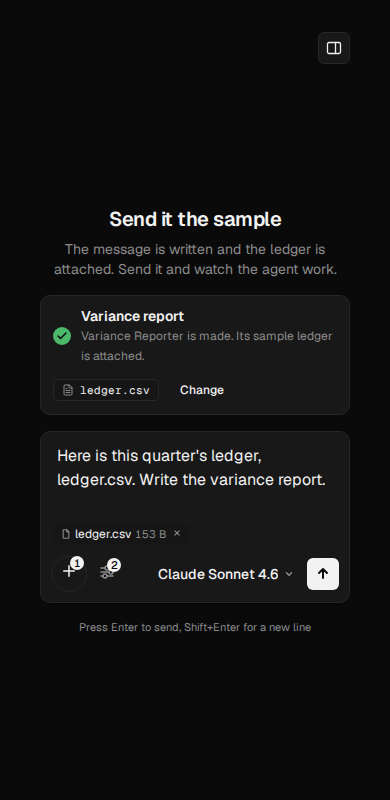 Send it the sample
The message is written and the ledger is
attached. Send it and watch the agent work.
Variance report
Variance Reporter is made. Its sample ledger
is attached.
ledger.csv
Change
Here is this quarter's ledger,
ledger.csv. Write the variance report.
ledger.csv 153 B ×
1
2
Claude Sonnet 4.6
Press Enter to send, Shift+Enter for a new line